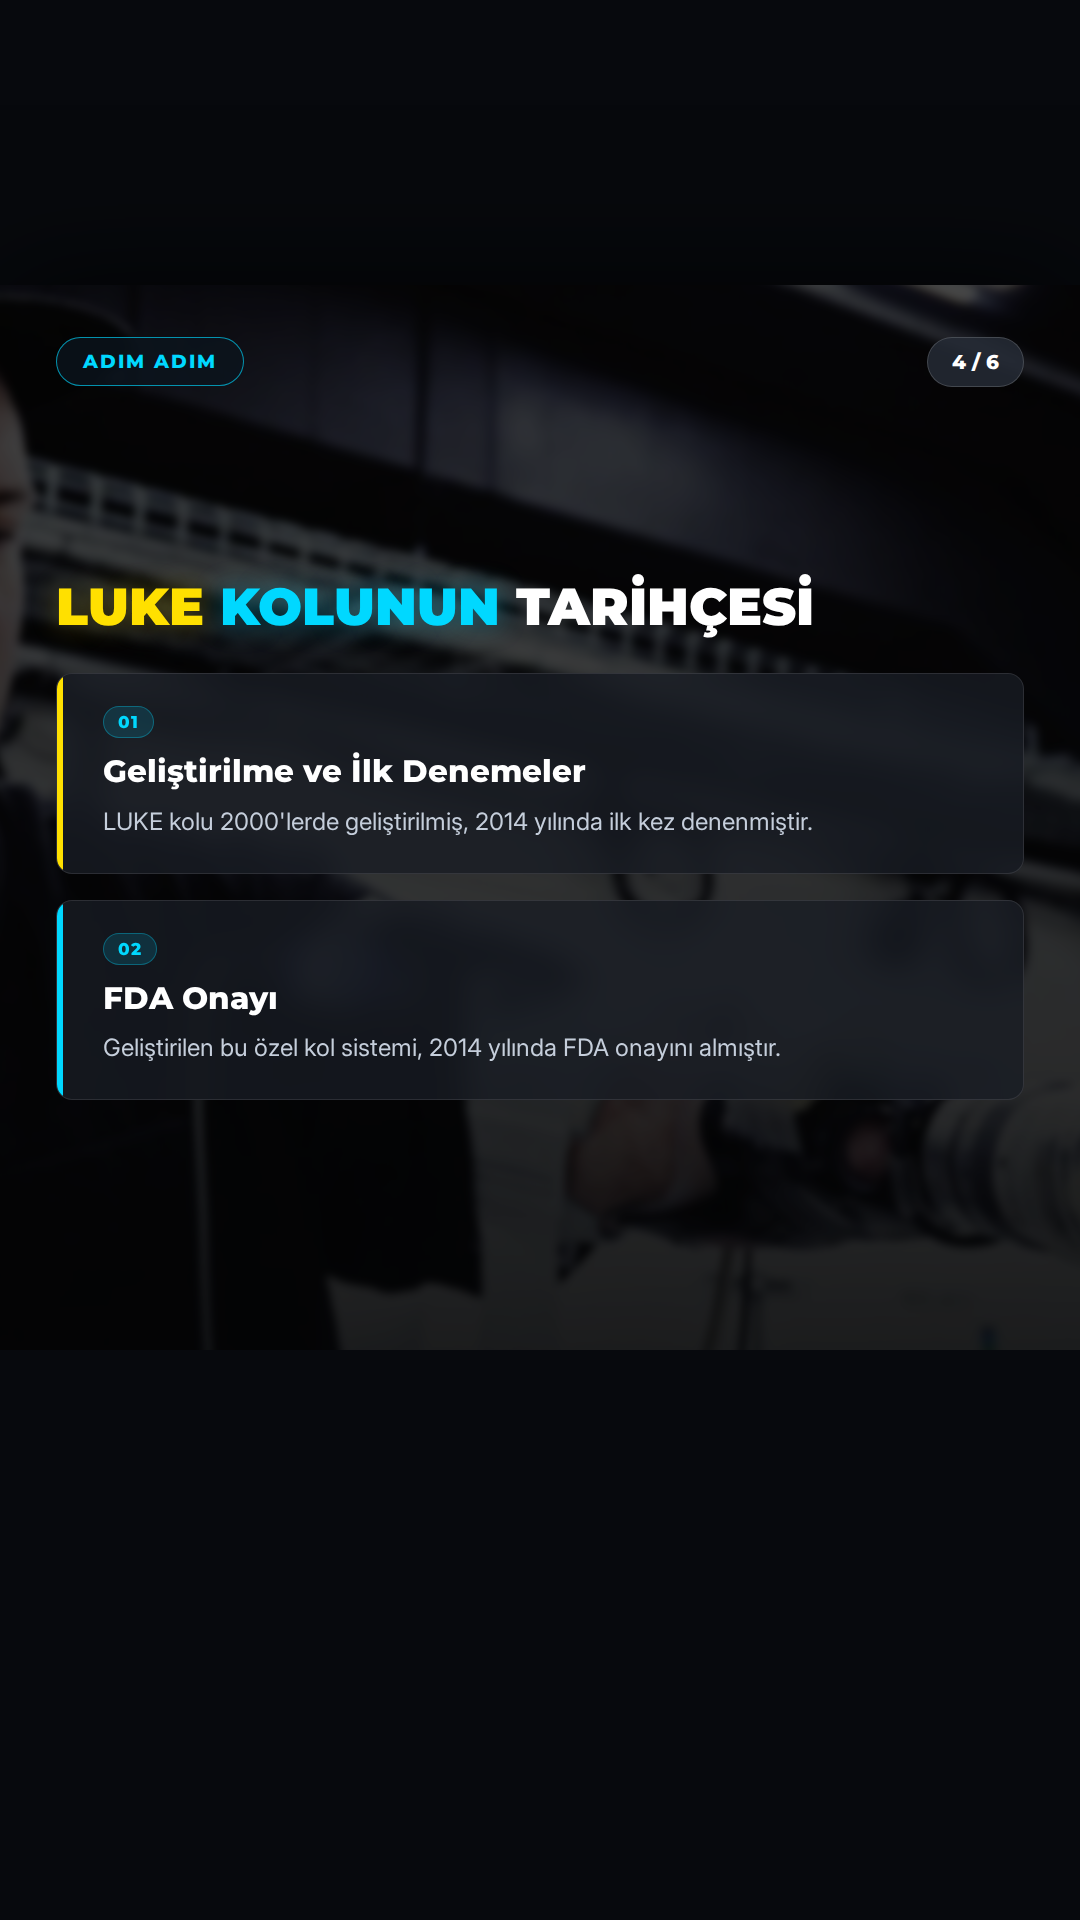 ADIM ADIM
4 / 6
LUKE KOLUNUN TARİHÇESİ
01
Geliştirilme ve İlk Denemeler
LUKE kolu 2000'lerde geliştirilmiş, 2014 yılında ilk kez denenmiştir.
02
FDA Onayı
Geliştirilen bu özel kol sistemi, 2014 yılında FDA onayını almıştır.